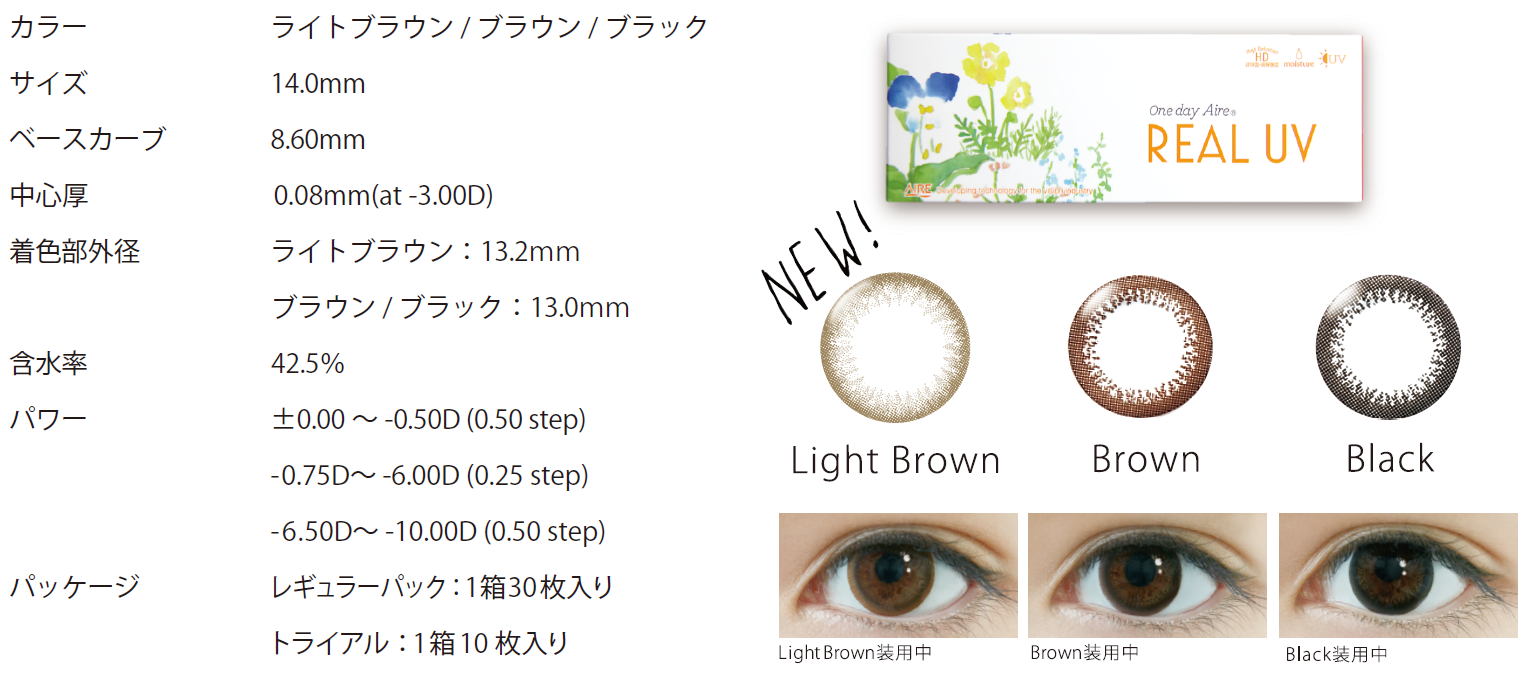 カラー ライトブラウン / ブラウン / ブラック
サイズ 14.0mm
ベースカーブ 8.60mm
中心厚 0.08mm(at -3.00D)
着色部外径 ライトブラウン：13.2mm
ブラウン / ブラック：13.0mm
含水率 42.5%
パワー ±0.00 〜 -0.50D (0.50 step)
-0.75D〜 -6.00D (0.25 step)
-6.50D〜 -10.00D (0.50 step)
パッケージ レギュラーパック：1箱30枚入り
トライアル：1箱10 枚入り
HD
moisture
UV
One day Aire®
REAL UV
AIRE Developing technology for the vision industry
NEW!
Light Brown
Brown
Black
Light Brown装用中
Brown装用中
Black装用中